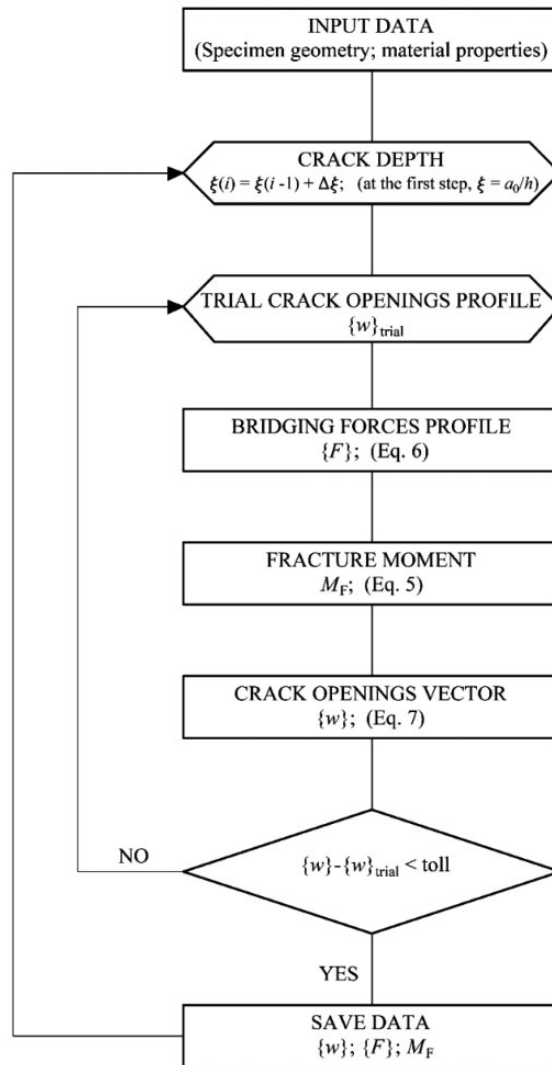 INPUT DATA
(Specimen geometry; material properties)
CRACK DEPTH
ξ(i) = ξ(i -1) + Δξ; (at the first step, ξ = a₀/h)
TRIAL CRACK OPENINGS PROFILE
{w}trial
BRIDGING FORCES PROFILE
{F}; (Eq. 6)
FRACTURE MOMENT
M_F; (Eq. 5)
CRACK OPENINGS VECTOR
{w}; (Eq. 7)
{w}-{w}trial < toll
NO
YES
SAVE DATA
{w}; {F}; M_F